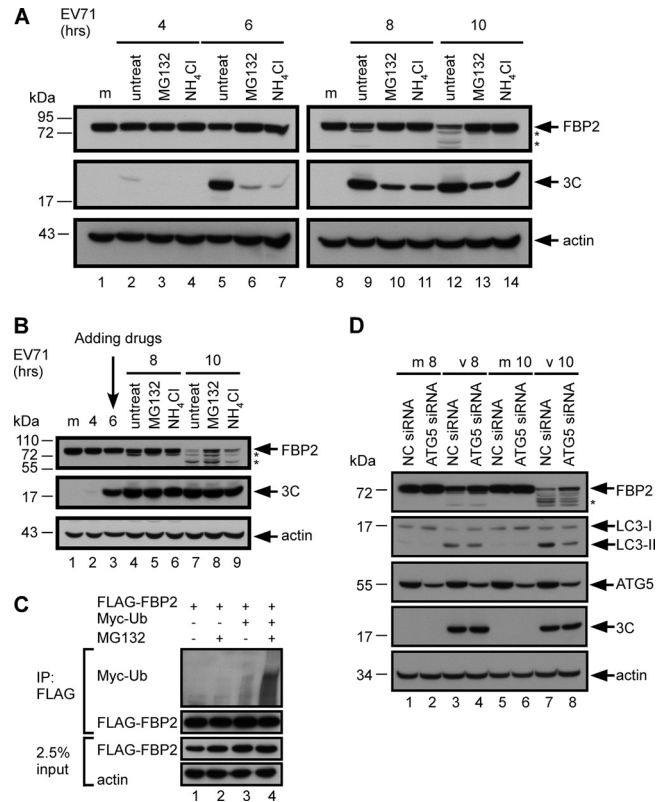 A
EV71
(hrs)
4 6 8 10
m untreat MG132 NH4Cl untreat MG132 NH4Cl m untreat MG132 NH4Cl untreat MG132 NH4Cl
kDa
95
72
FBP2
*
*
3C
17
43
actin
1 2 3 4 5 6 7 8 9 10 11 12 13 14
B
Adding drugs
EV71
(hrs)
8 10
m 4 6 untreat MG132 NH4Cl untreat MG132 NH4Cl
kDa
110
72
55
FBP2
*
*
17
3C
43
actin
1 2 3 4 5 6 7 8 9
C
FLAG-FBP2 + + + +
Myc-Ub - - + +
MG132 - + - +
IP:
FLAG
Myc-Ub
FLAG-FBP2
2.5%
input
FLAG-FBP2
actin
1 2 3 4
D
m 8 v 8 m 10 v 10
NC siRNA ATG5 siRNA NC siRNA ATG5 siRNA NC siRNA ATG5 siRNA NC siRNA ATG5 siRNA
kDa
72
FBP2
*
17
LC3-I
LC3-II
55
ATG5
3C
17
34
actin
1 2 3 4 5 6 7 8